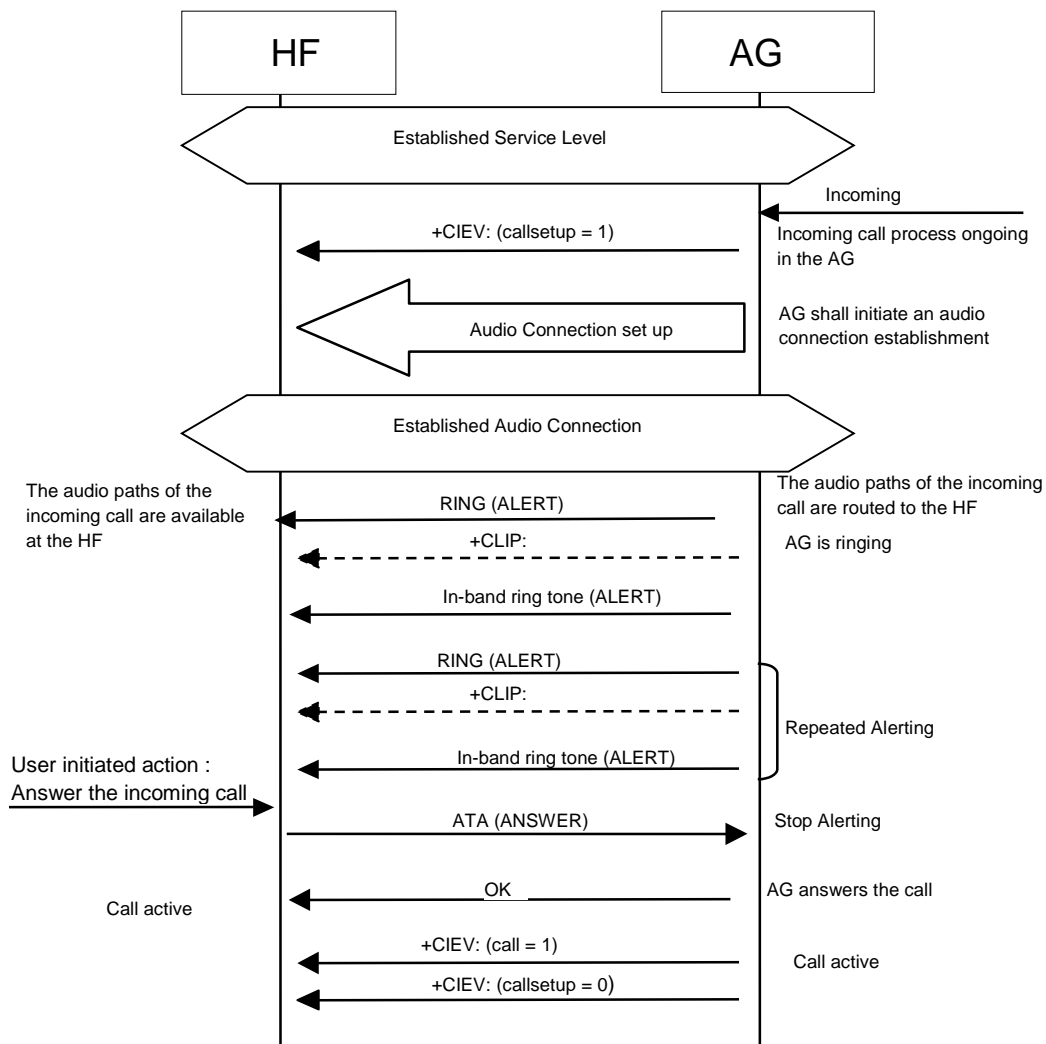 HF
AG
Established Service Level
Incoming
+CIEV: (callsetup = 1)
Incoming call process ongoing
in the AG
Audio Connection set up
AG shall initiate an audio
connection establishment
Established Audio Connection
The audio paths of the
incoming call are available
at the HF
The audio paths of the incoming
call are routed to the HF
RING (ALERT)
+CLIP:
AG is ringing
In-band ring tone (ALERT)
RING (ALERT)
+CLIP:
Repeated Alerting
In-band ring tone (ALERT)
User initiated action :
Answer the incoming call
ATA (ANSWER)
Stop Alerting
OK
AG answers the call
Call active
+CIEV: (call = 1)
Call active
+CIEV: (callsetup = 0)